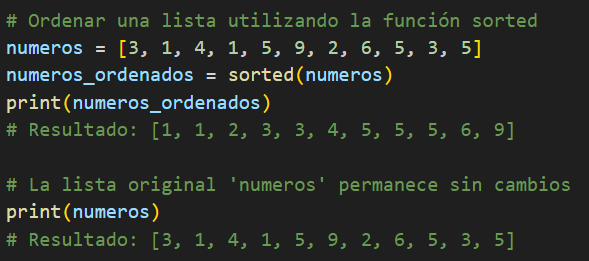 # Ordenar una lista utilizando la función sorted
numeros = [3, 1, 4, 1, 5, 9, 2, 6, 5, 3, 5]
numeros_ordenados = sorted(numeros)
print(numeros_ordenados)
# Resultado: [1, 1, 2, 3, 3, 4, 5, 5, 5, 6, 9]
# La lista original 'numeros' permanece sin cambios
print(numeros)
# Resultado: [3, 1, 4, 1, 5, 9, 2, 6, 5, 3, 5]